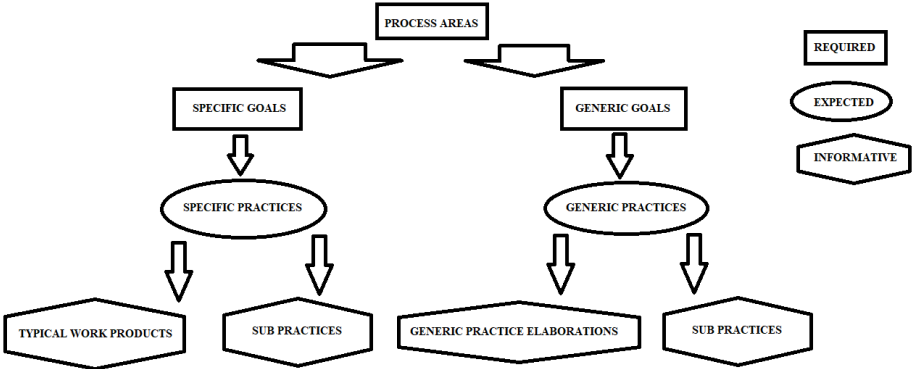 PROCESS AREAS
REQUIRED
SPECIFIC GOALS
GENERIC GOALS
EXPECTED
INFORMATIVE
SPECIFIC PRACTICES
GENERIC PRACTICES
TYPICAL WORK PRODUCTS
SUB PRACTICES
GENERIC PRACTICE ELABORATIONS
SUB PRACTICES